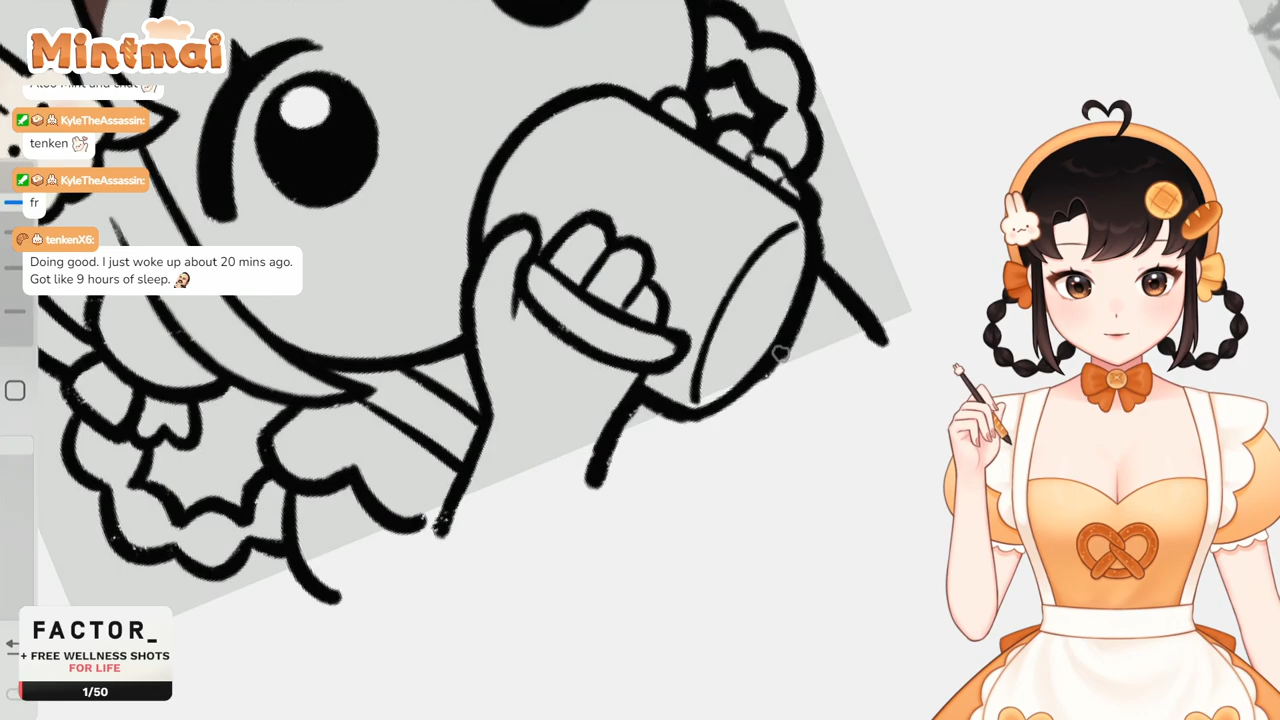 Mintmai
KyleTheAssassin:
tenken
KyleTheAssassin:
fr
tenkenX6:
Doing good. I just woke up about 20 mins ago.
Got like 9 hours of sleep.
FACTOR_
+ FREE WELLNESS SHOTS
FOR LIFE
1/50